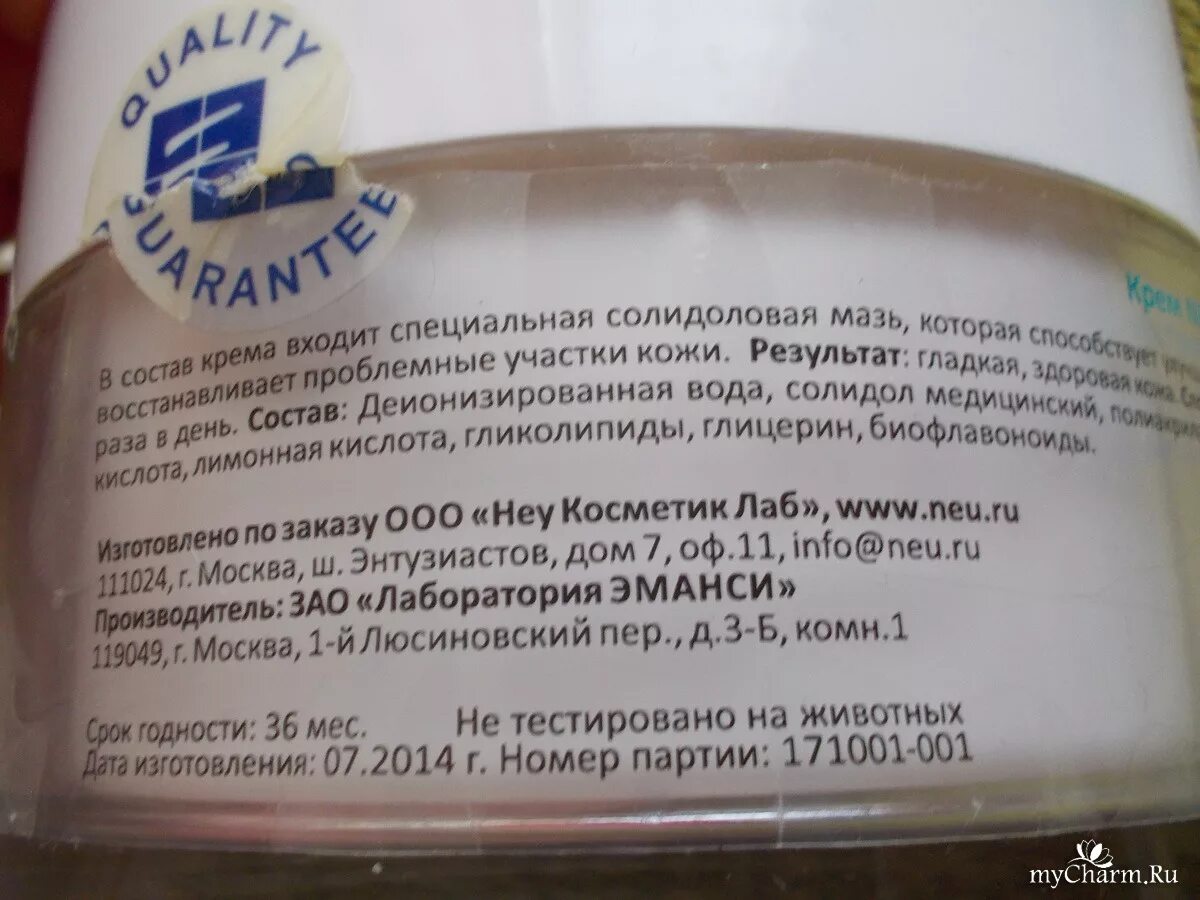 QUALITY
GUARANTEE
Крем
В состав крема входит специальная солидоловая мазь, которая способствует
восстанавливает проблемные участки кожи. Результат: гладкая, здоровая кожа.
раза в день. Состав: Деионизированная вода, солидол медицинский,
кислота, лимонная кислота, гликолипиды, глицерин, биофлавоноиды.
Изготовлено по заказу ООО «Неу Косметик Лаб», www.neu.ru
111024, г. Москва, ш. Энтузиастов, дом 7, оф.11, info@neu.ru
Производитель: ЗАО «Лаборатория ЭМАНСИ»
119049, г. Москва, 1-й Люсиновский пер., д.3-Б, комн.1
Срок годности: 36 мес. Не тестировано на животных
Дата изготовления: 07.2014 г. Номер партии: 171001-001
myCharm.Ru